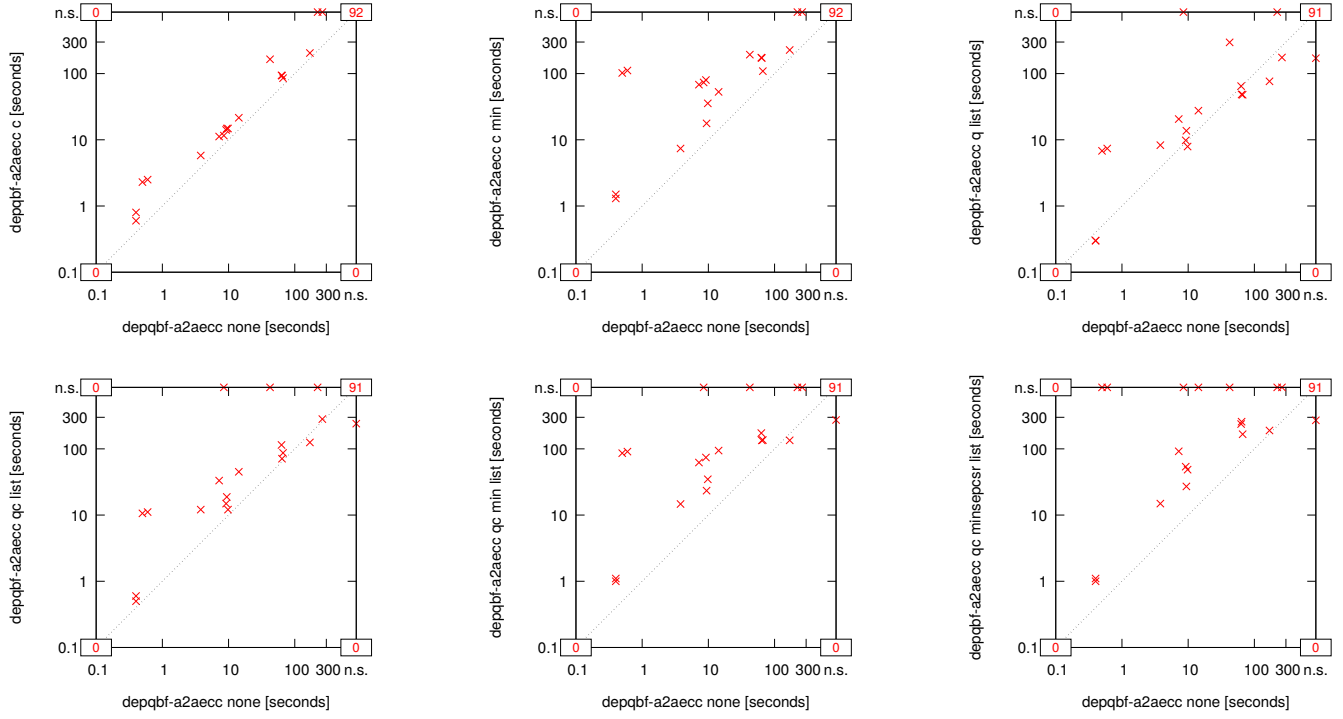 n.s. 0 92
300
100
10
1
0.1 0 0
0.1 1 10 100 300 n.s.
depqbf-a2aecc c [seconds]
depqbf-a2aecc none [seconds]
n.s. 0 92
300
100
10
1
0.1 0 0
0.1 1 10 100 300 n.s.
depqbf-a2aecc c min [seconds]
depqbf-a2aecc none [seconds]
n.s. 0 91
300
100
10
1
0.1 0 0
0.1 1 10 100 300 n.s.
depqbf-a2aecc q list [seconds]
depqbf-a2aecc none [seconds]
n.s. 0 91
300
100
10
1
0.1 0 0
0.1 1 10 100 300 n.s.
depqbf-a2aecc qc list [seconds]
depqbf-a2aecc none [seconds]
n.s. 0 91
300
100
10
1
0.1 0 0
0.1 1 10 100 300 n.s.
depqbf-a2aecc qc min list [seconds]
depqbf-a2aecc none [seconds]
n.s. 0 91
300
100
10
1
0.1 0 0
0.1 1 10 100 300 n.s.
depqbf-a2aecc qc minsepcsr list [seconds]
depqbf-a2aecc none [seconds]